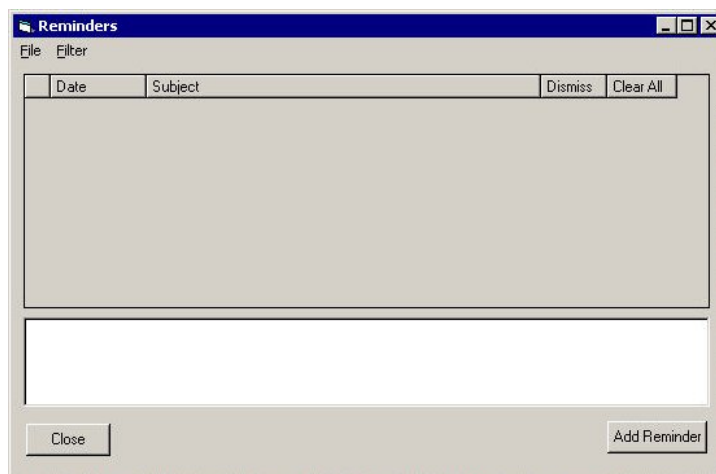 Reminders
File Filter
Date Subject Dismiss Clear All
Close Add Reminder